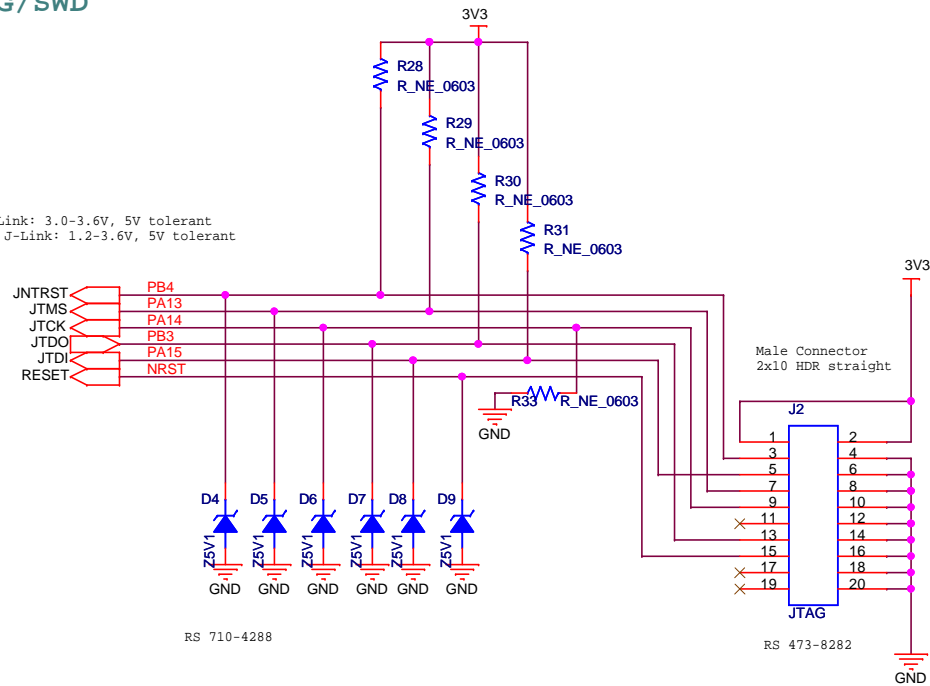 G/SWD
3V3
R28
R_NE_0603
R29
R_NE_0603
R30
R_NE_0603
R31
R_NE_0603
Link: 3.0-3.6V, 5V tolerant
J-Link: 1.2-3.6V, 5V tolerant
3V3
JNTRST PB4
JTMS PA13
JTCK PA14
JTDO PB3
JTDI PA15
RESET NRST
Male Connector
2x10 HDR straight
R33 R_NE_0603
GND
J2
1 2
3 4
5 6
7 8
9 10
11 12
13 14
15 16
17 18
19 20
JTAG
D4 D5 D6 D7 D8 D9
Z5V1 Z5V1 Z5V1 Z5V1 Z5V1 Z5V1
GND GND GND GND GND GND
RS 710-4288
RS 473-8282
GND